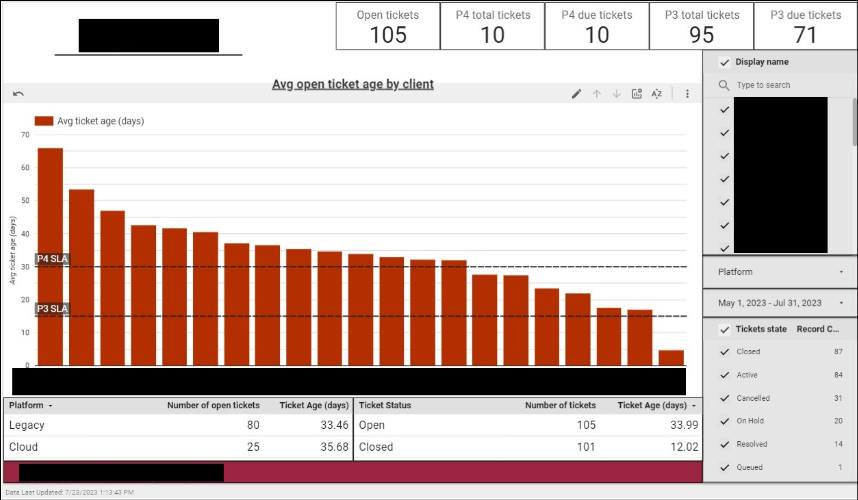 Open tickets P4 total tickets P4 due tickets P3 total tickets P3 due tickets
105 10 10 95 71
Display name
Type to search
Avg open ticket age by client
Avg ticket age (days)
70
60
50
40
30
20
10
0
Avg ticket age (days)
P4 SLA
P3 SLA
Platform
May 1, 2023 - Jul 31, 2023
Tickets state Record C...
Closed 87
Active 84
Cancelled 31
On Hold 20
Resolved 14
Queued 1
Platform Number of open tickets Ticket Age (days)
Legacy 80 33.46
Cloud 25 35.68
Ticket Status Number of tickets Ticket Age (days)
Open 105 33.99
Closed 101 12.02
Data Last Updated: 7/23/2023 1:13:43 PM